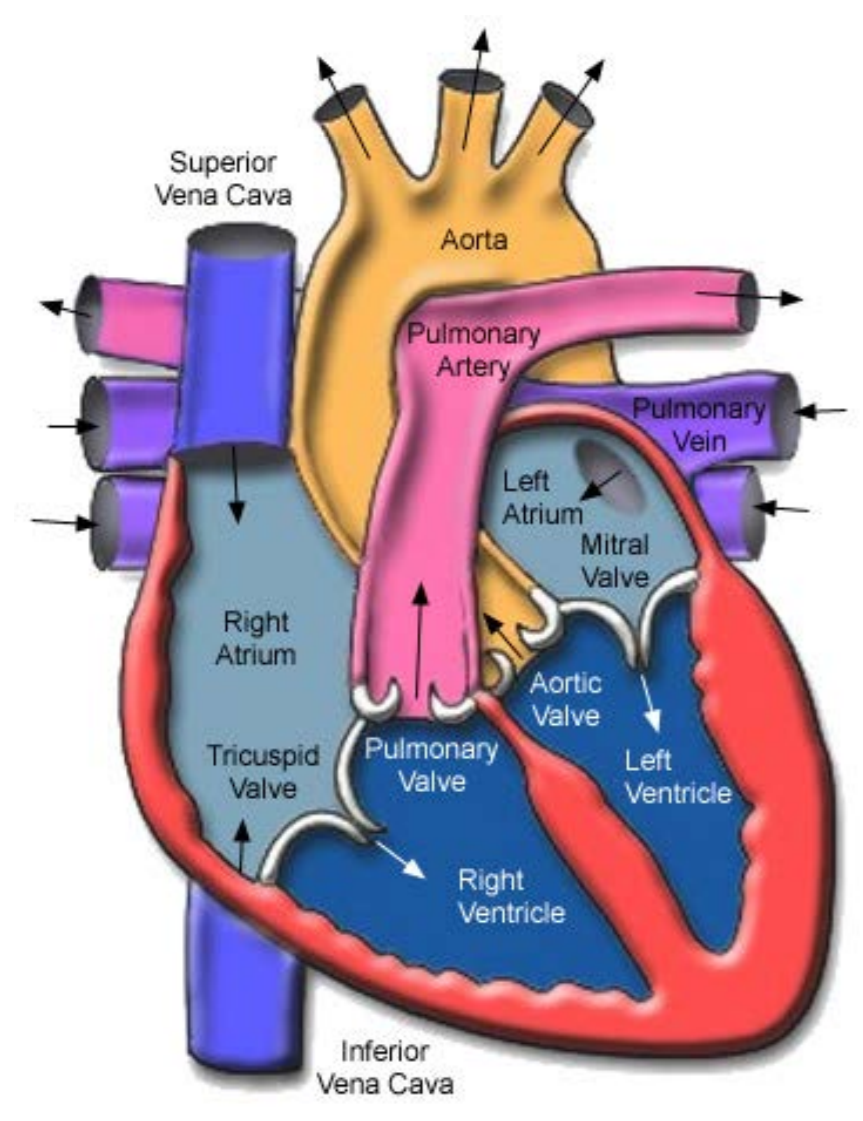 Superior
Vena Cava
Aorta
Pulmonary
Artery
Pulmonary
Vein
Left
Atrium
Mitral
Valve
Right
Atrium
Aortic
Valve
Tricuspid
Valve
Pulmonary
Valve
Left
Ventricle
Right
Ventricle
Inferior
Vena Cava